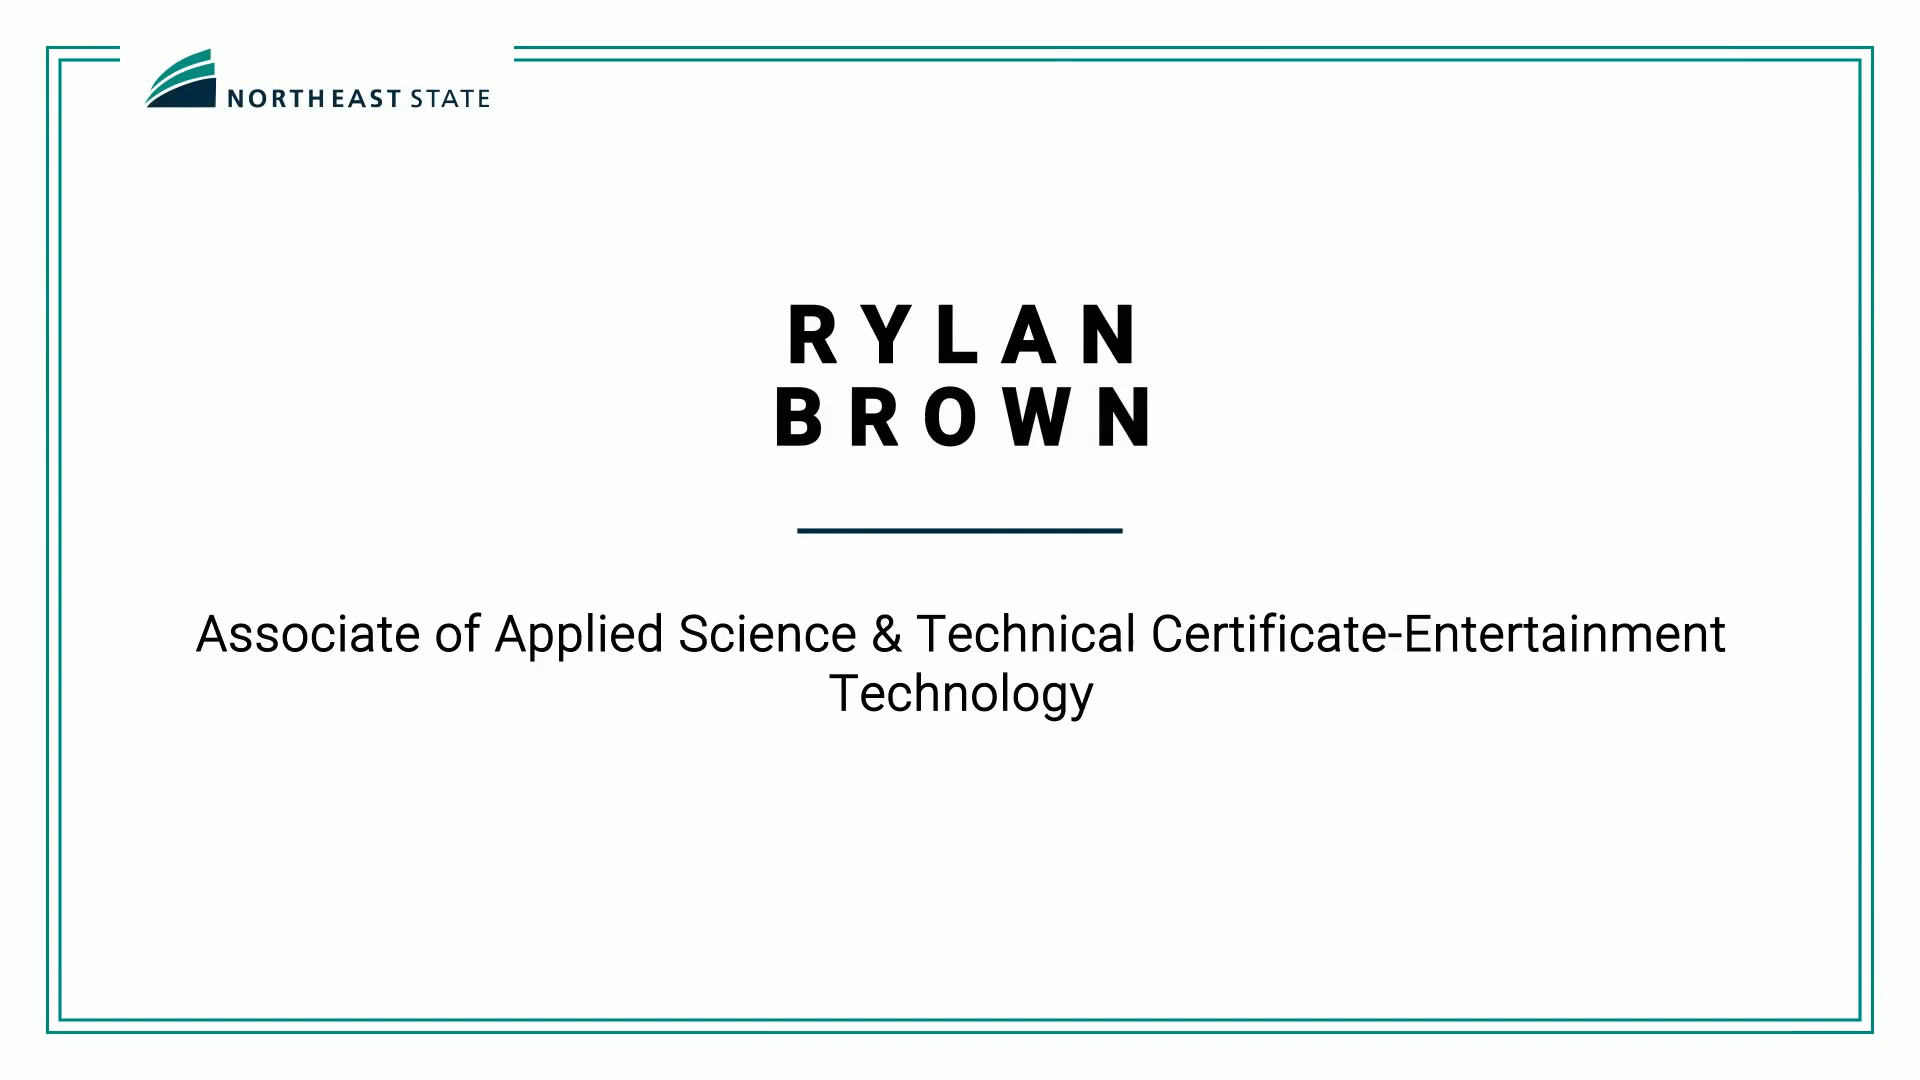 NORTHEAST STATE
RYLAN
BROWN
Associate of Applied Science & Technical Certificate-Entertainment
Technology